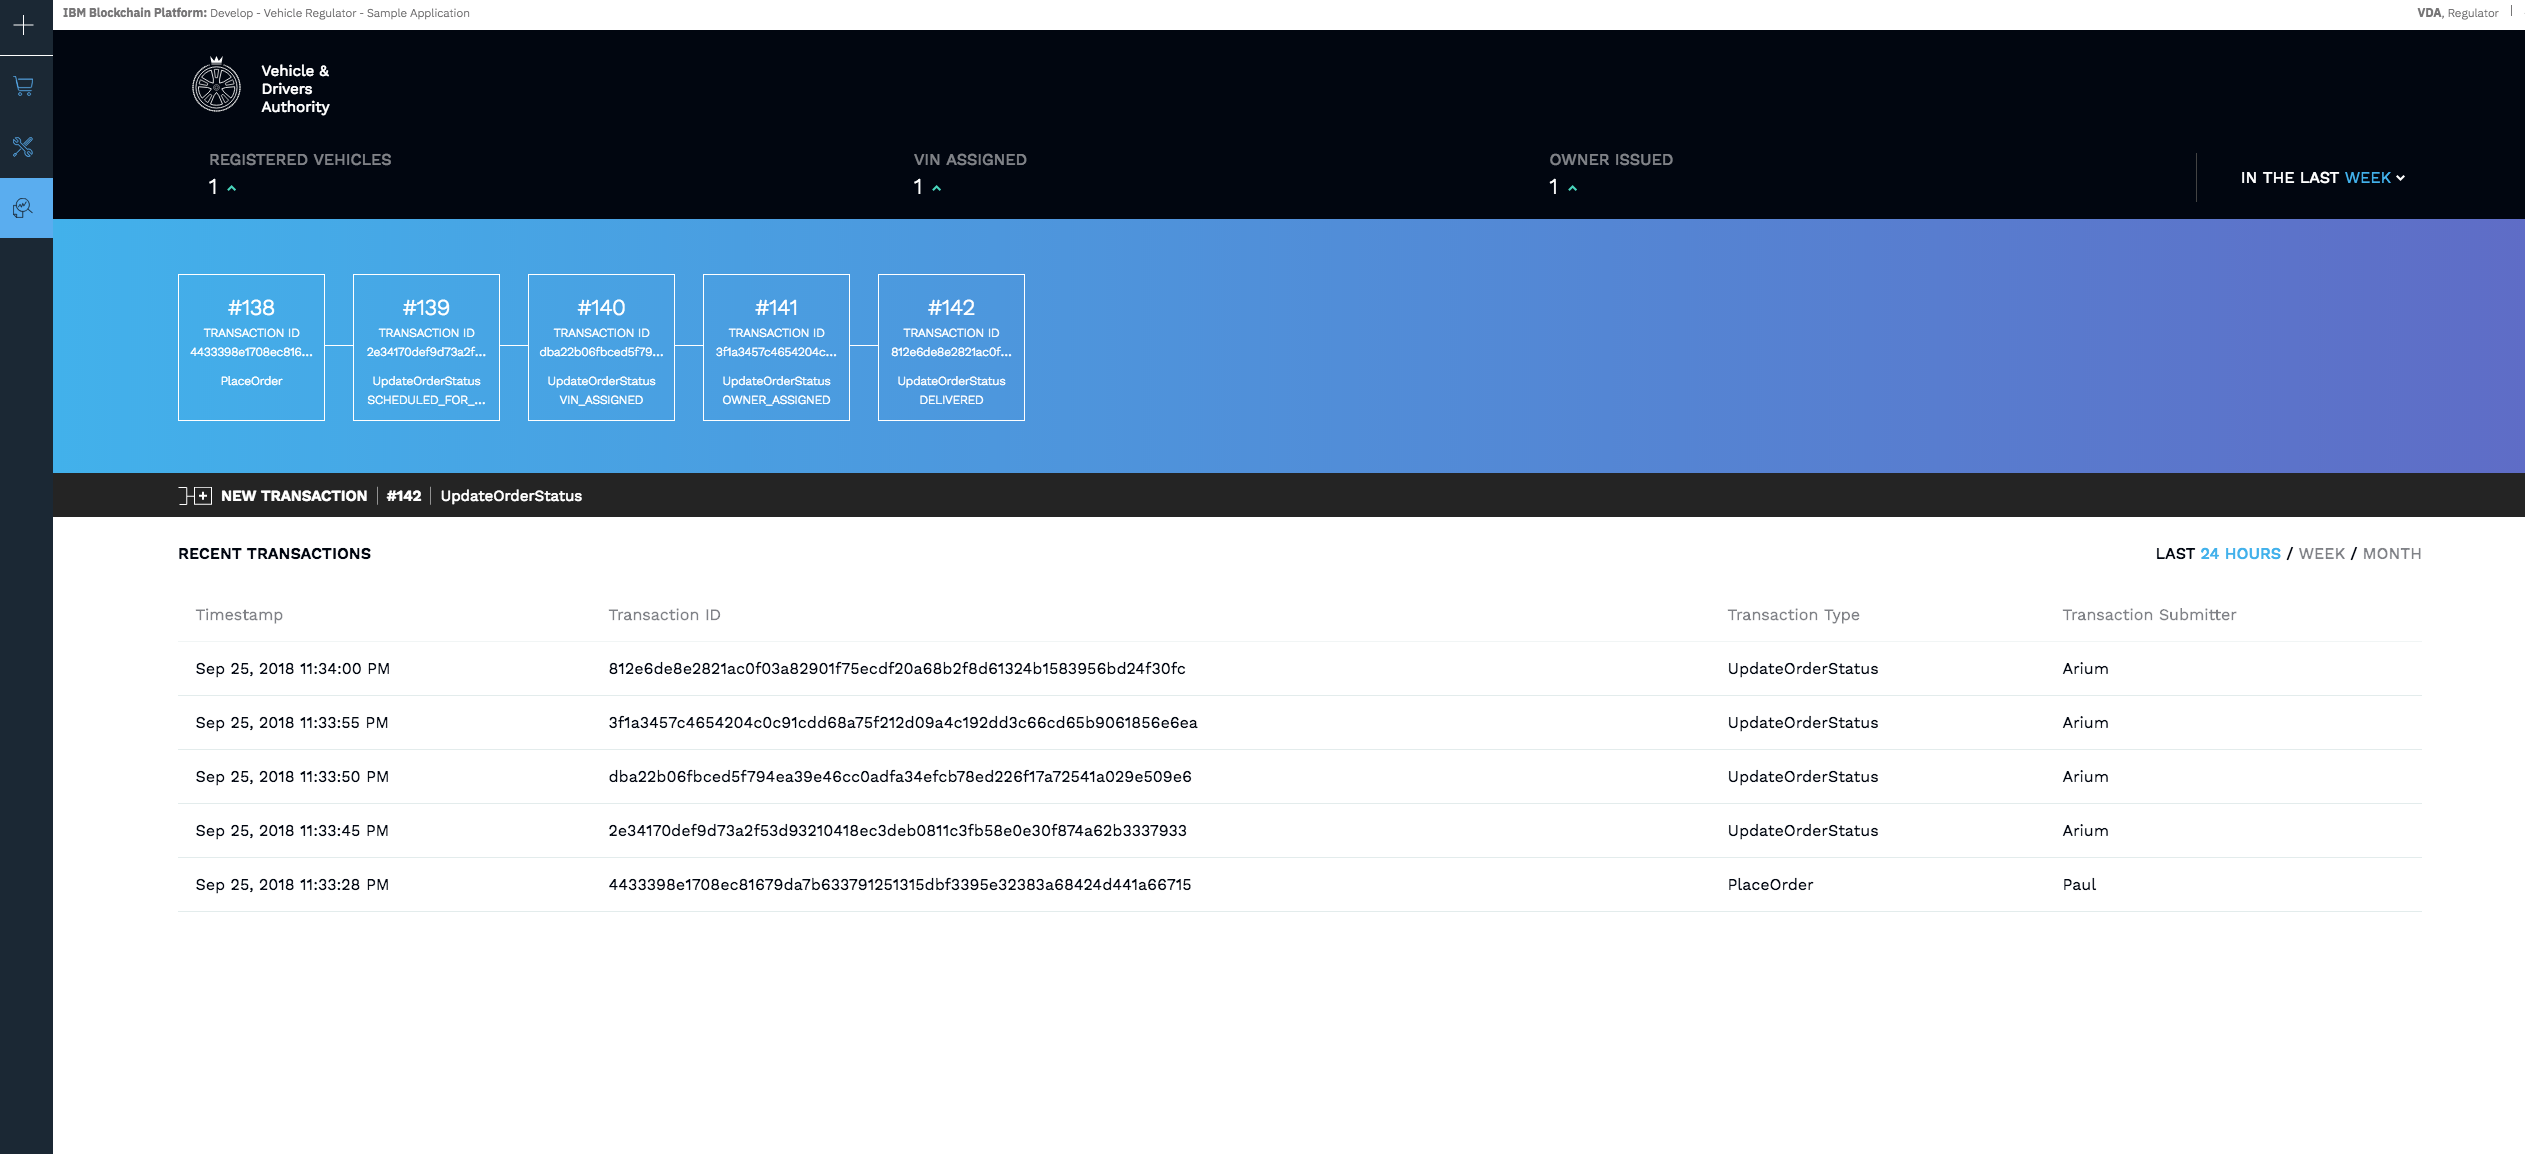 IBM Blockchain Platform: Develop - Vehicle Regulator - Sample Application
VDA, Regulator
Vehicle &
Drivers
Authority
REGISTERED VEHICLES
1
VIN ASSIGNED
1
OWNER ISSUED
1
IN THE LAST WEEK
#138
TRANSACTION ID
4433398e1708ec816...
PlaceOrder
#139
TRANSACTION ID
2e34170def9d73a2f...
UpdateOrderStatus
SCHEDULED_FOR_...
#140
TRANSACTION ID
dba22b06fbced5f79...
UpdateOrderStatus
VIN_ASSIGNED
#141
TRANSACTION ID
3f1a3457c4654204c...
UpdateOrderStatus
OWNER_ASSIGNED
#142
TRANSACTION ID
812e6de8e2821ac0f...
UpdateOrderStatus
DELIVERED
NEW TRANSACTION #142 UpdateOrderStatus
RECENT TRANSACTIONS
LAST 24 HOURS / WEEK / MONTH
Timestamp Transaction ID Transaction Type Transaction Submitter
Sep 25, 2018 11:34:00 PM 812e6de8e2821ac0f03a82901f75ecdf20a68b2f8d61324b1583956bd24f30fc UpdateOrderStatus Arium
Sep 25, 2018 11:33:55 PM 3f1a3457c4654204c0c91cdd68a75f212d09a4c192dd3c66cd65b9061856e6ea UpdateOrderStatus Arium
Sep 25, 2018 11:33:50 PM dba22b06fbced5f794ea39e46cc0adfa34efcb78ed226f17a72541a029e509e6 UpdateOrderStatus Arium
Sep 25, 2018 11:33:45 PM 2e34170def9d73a2f53d93210418ec3deb0811c3fb58e0e30f874a62b3337933 UpdateOrderStatus Arium
Sep 25, 2018 11:33:28 PM 4433398e1708ec81679da7b633791251315dbf3395e32383a68424d441a66715 PlaceOrder Paul